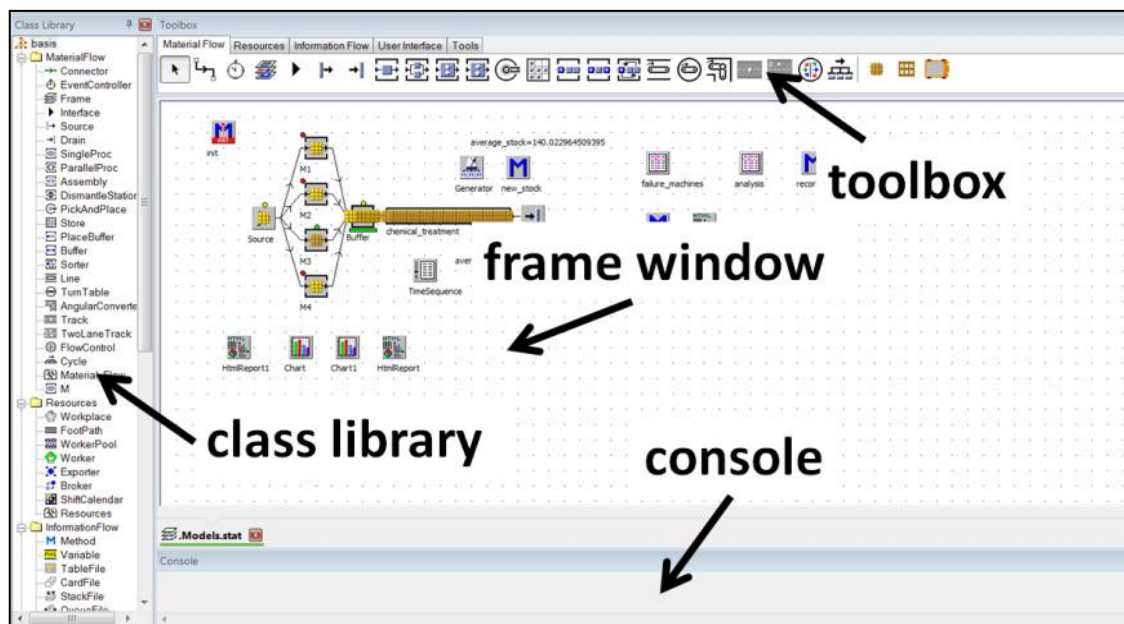 Class Library
Toolbox
basis
MaterialFlow
Connector
EventController
Frame
Interface
Source
Drain
SingleProc
ParallelProc
Assembly
DismantleStation
PickAndPlace
Store
PlaceBuffer
Buffer
Sorter
Line
TurnTable
AngularConverte
Track
TwoLaneTrack
FlowControl
Cycle
M
Resources
Workplace
FootPath
WorkerPool
Worker
Exporter
Broker
ShiftCalendar
Resources
InformationFlow
Method
Variable
TableFile
CardFile
StackFile
Material Flow Resources Information Flow User Interface Tools
init
M1
M2
M3
M4
Source
Buffer
chemical_treatment
average_stock=140.022964509395
Generator
new_stock
failure_machines
analysis
recor
toolbox
aver
TimeSequence
frame window
HtmlReport1
Chart
Chart1
HtmlReport
class library
console
.Models.stat
Console